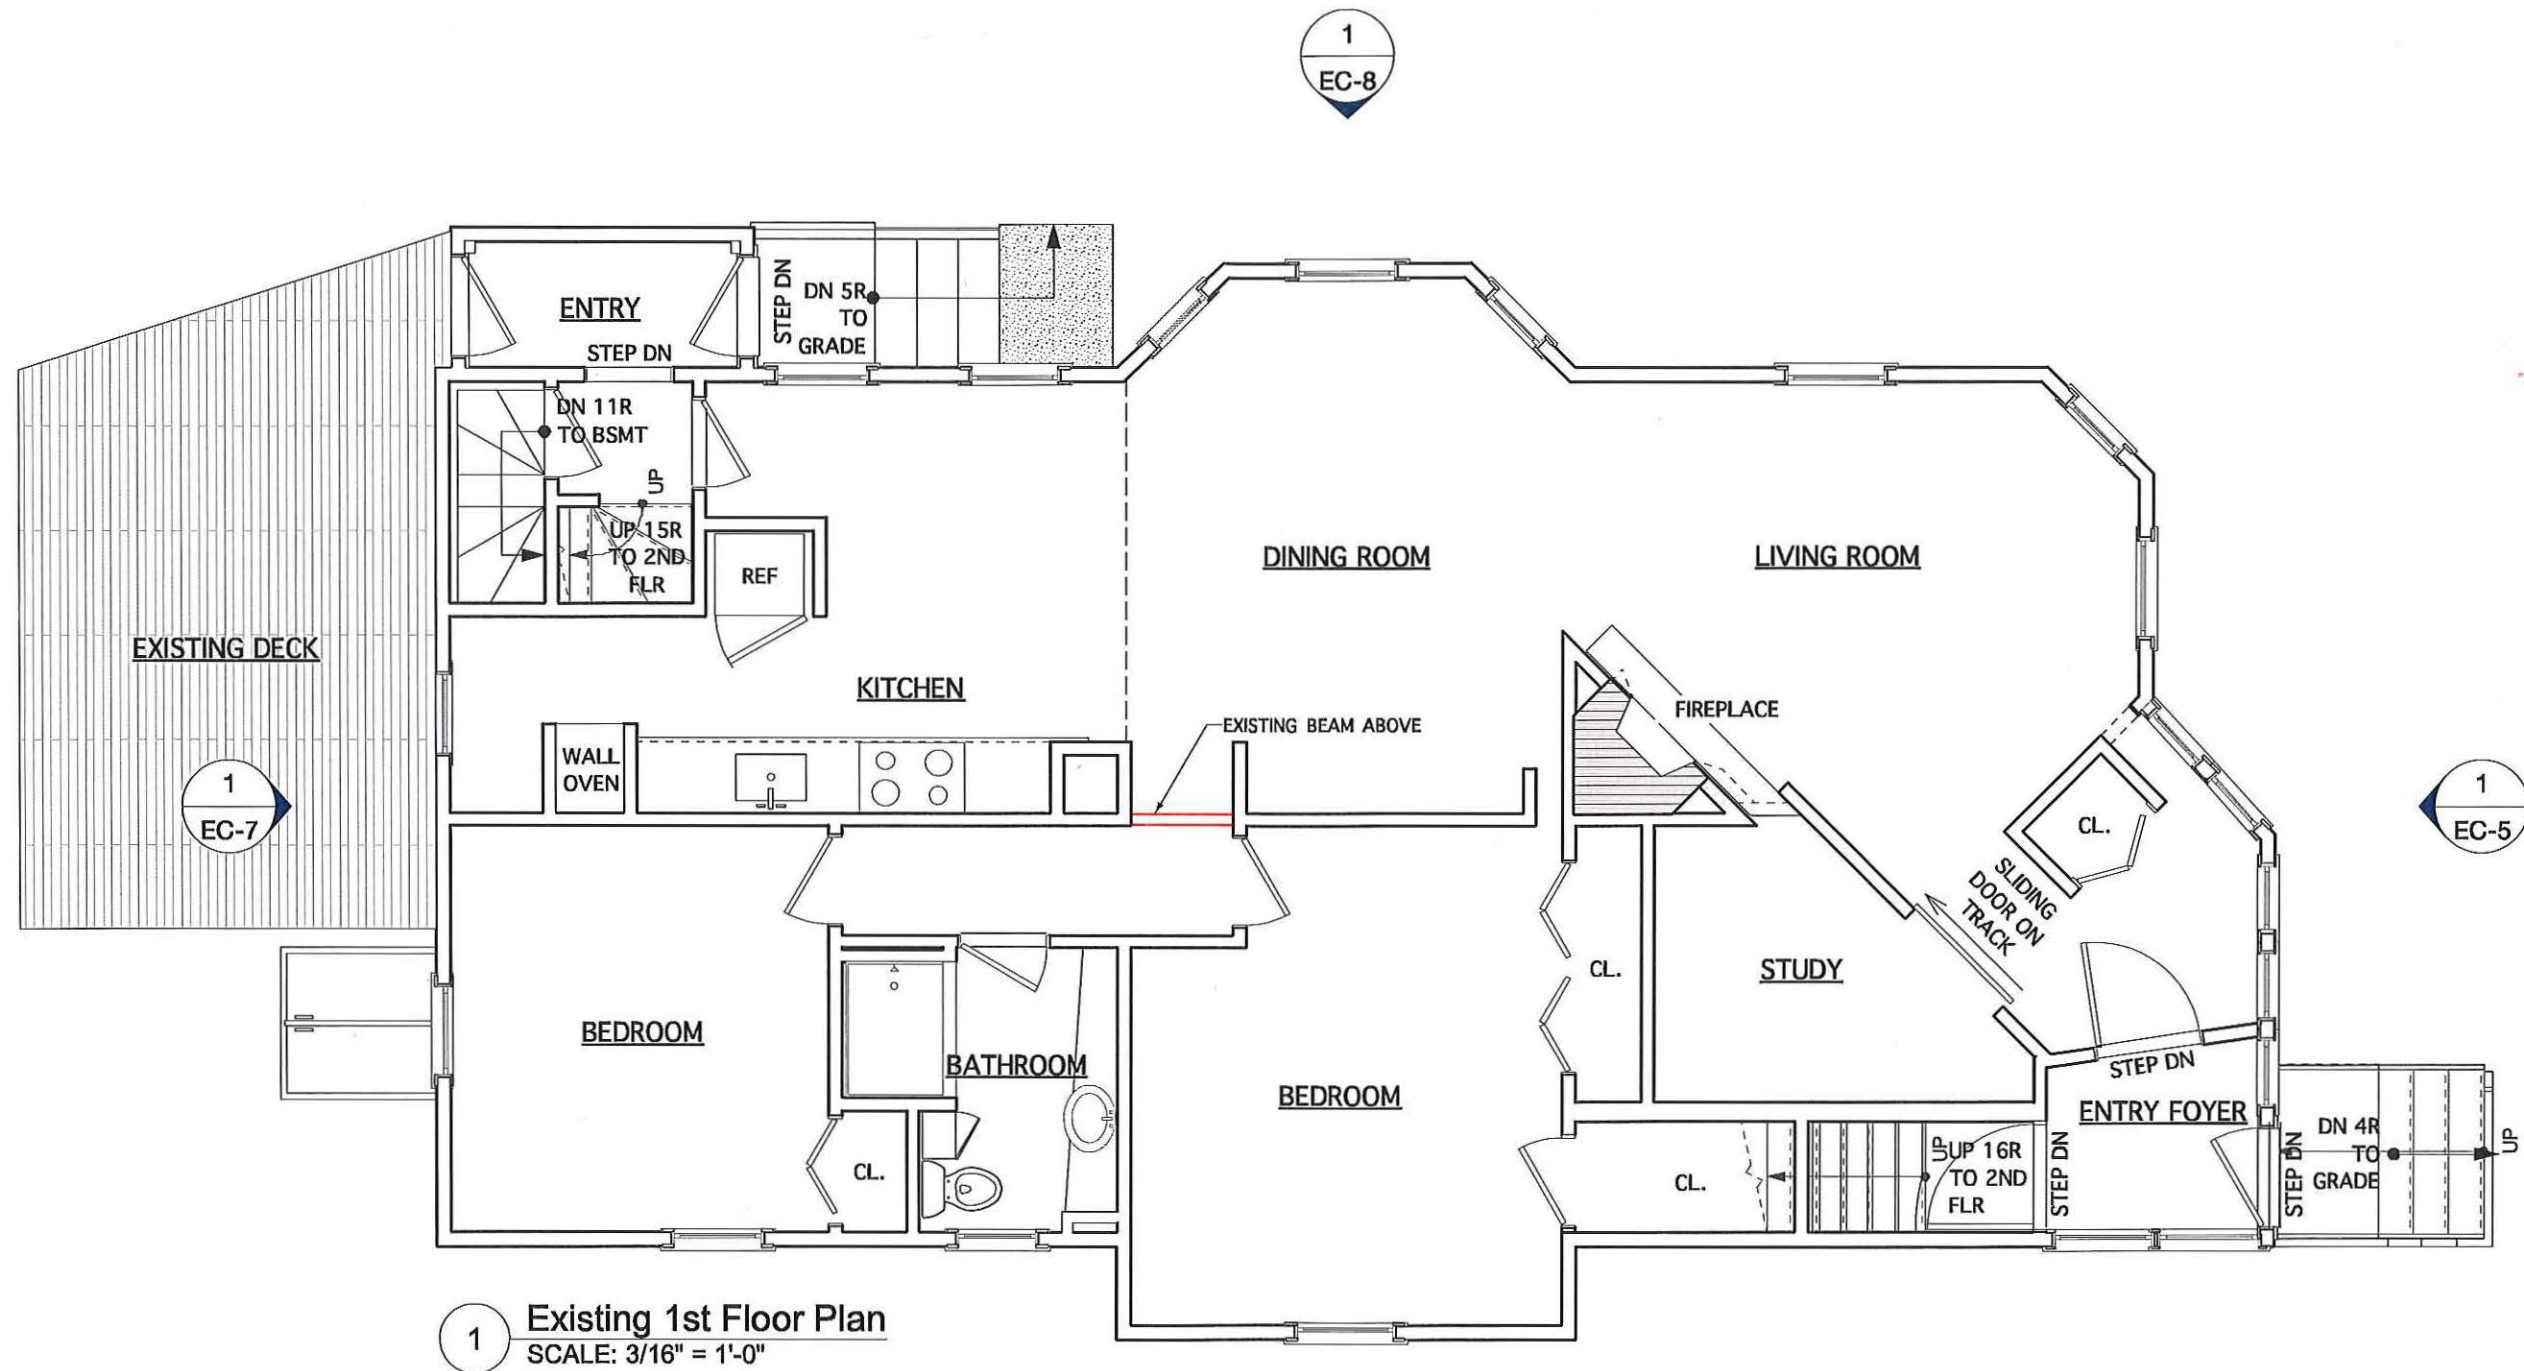 1
EC-8
ENTRY
STEP DN
STEP DN
DN 5R
TO
GRADE
DN 11R
TO BSMT
UP
UP 15R
TO 2ND
FLR
REF
DINING ROOM
LIVING ROOM
EXISTING DECK
KITCHEN
FIREPLACE
EXISTING BEAM ABOVE
WALL
OVEN
1
EC-7
1
EC-5
CL.
SLIDING
DOOR ON
TRACK
CL.
STUDY
BEDROOM
BATHROOM
BEDROOM
STEP DN
ENTRY FOYER
CL.
CL.
UP
UP 16R
TO 2ND
FLR
STEP DN
STEP DN
DN 4R
TO
GRADE
UP
1
Existing 1st Floor Plan
SCALE: 3/16" = 1'-0"